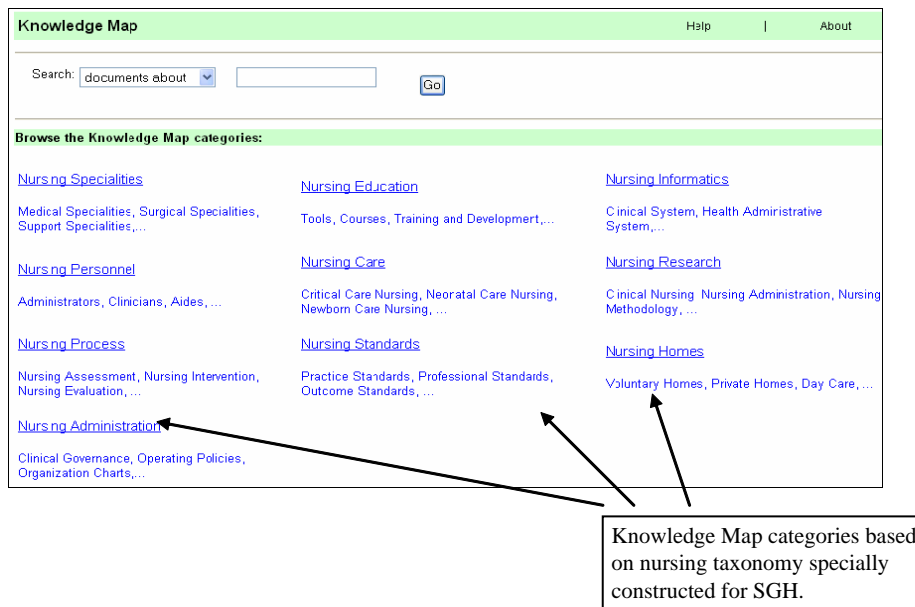 Knowledge Map Help | About
Search: documents about Go
Browse the Knowledge Map categories:
Nursing Specialities
Medical Specialities, Surgical Specialities,
Support Specialities,...
Nursing Personnel
Administrators, Clinicians, Aides, ...
Nursing Process
Nursing Assessment, Nursing Intervention,
Nursing Evaluation, ...
Nursing Administration
Clinical Governance, Operating Policies,
Organization Charts,...
Nursing Education
Tools, Courses, Training and Development,...
Nursing Care
Critical Care Nursing, Neonatal Care Nursing,
Newborn Care Nursing, ...
Nursing Standards
Practice Standards, Professional Standards,
Outcome Standards, ...
Nursing Informatics
Clinical System, Health Administrative
System,...
Nursing Research
Clinical Nursing Nursing Administration, Nursing
Methodology, ...
Nursing Homes
Voluntary Homes, Private Homes, Day Care, ...
Knowledge Map categories based
on nursing taxonomy specially
constructed for SGH.